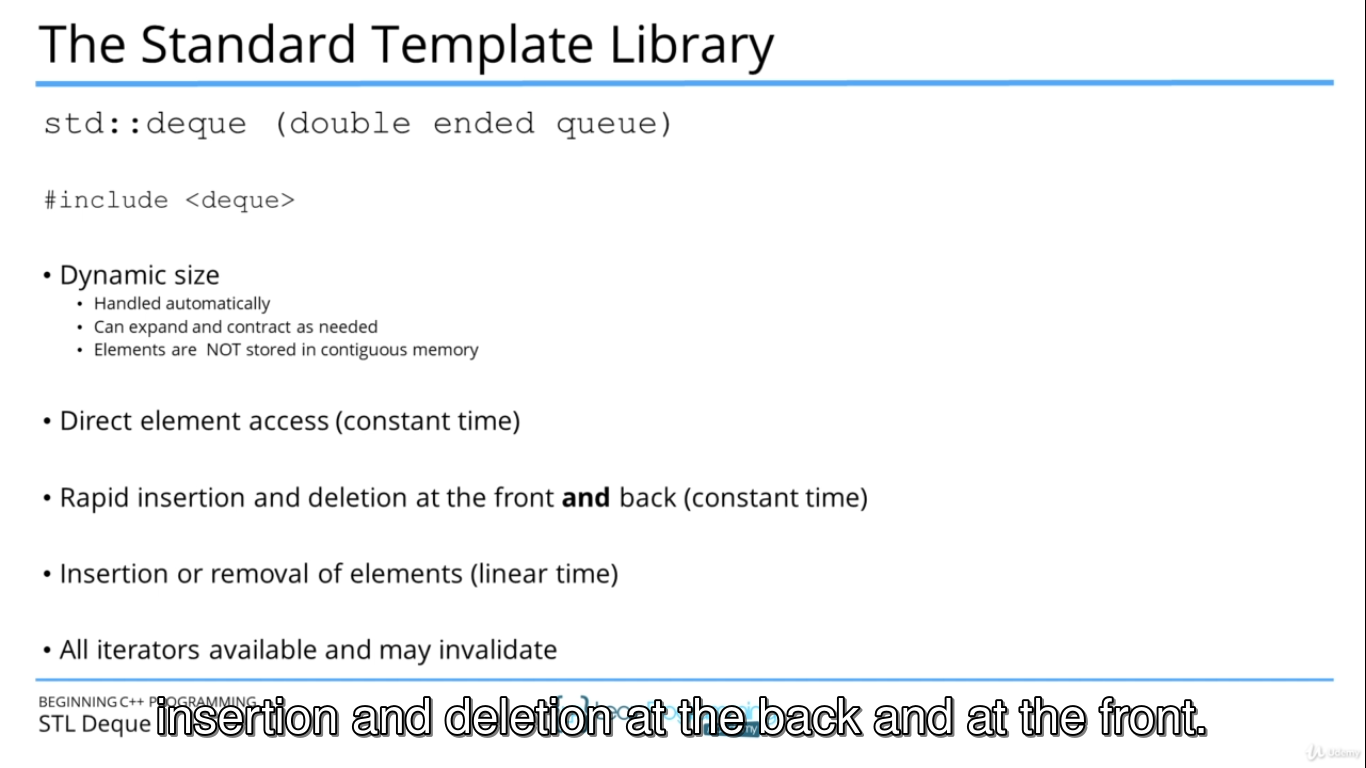 The Standard Template Library
std::deque (double ended queue)
#include <deque>
• Dynamic size
• Handled automatically
• Can expand and contract as needed
• Elements are NOT stored in contiguous memory
• Direct element access (constant time)
• Rapid insertion and deletion at the front and back (constant time)
• Insertion or removal of elements (linear time)
• All iterators available and may invalidate
BEGINNING C++ PROGRAMMING
STL Deque
insertion and deletion at the back and at the front.
Udemy